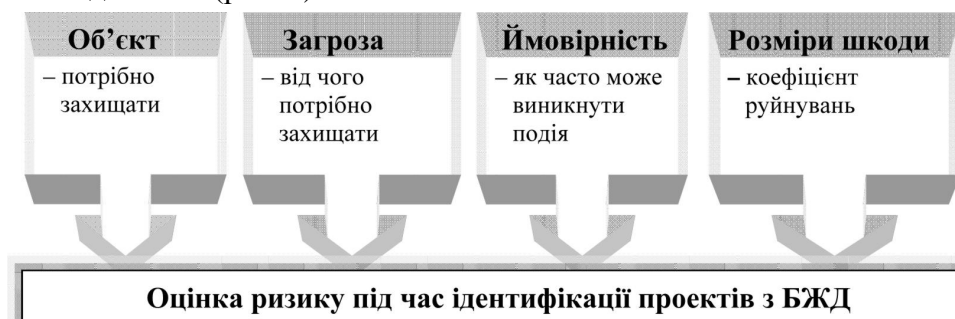 Об’єкт
– потрібно
захищати
Загроза
– від чого
потрібно
захищати
Ймовірність
– як часто може
виникнути
подія
Розміри шкоди
– коефіцієнт
руйнувань
Оцінка ризику під час ідентифікації проектів з БЖД